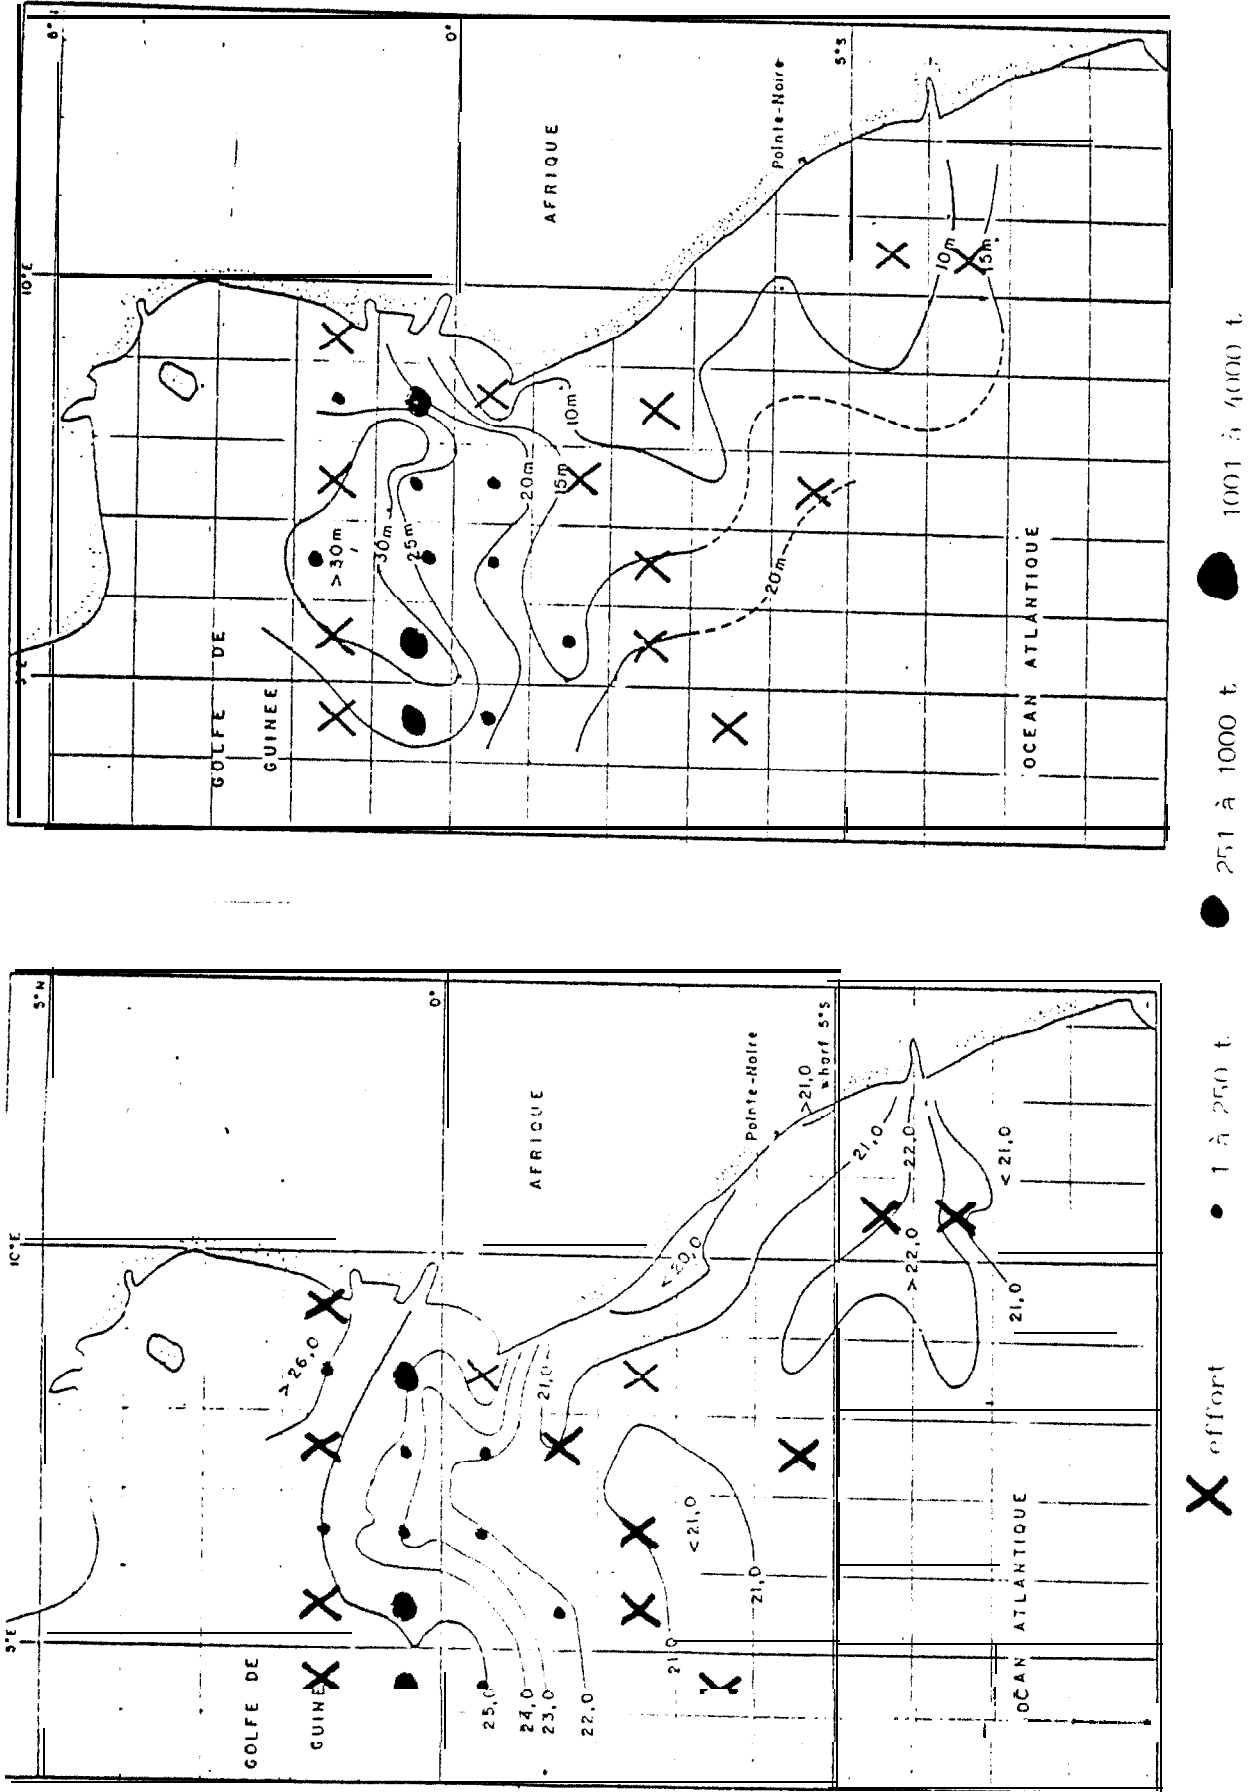 5°S
0°
Pointe-Noire
AFRIQUE
10°E
10m
15m.
10m.
20m
15m
>30m
30m
25m
20m
GOLFE DE
GUINEE
OCEAN ATLANTIQUE
1001 à 4000 t.
251 à 1000 t.
1 à 250 t.
effort
5°N
0°
wharf 5°S
>21,0
Pointe-Noire
AFRIQUE
10°E
21,0
22,0
<21,0
<20,0
>22,0
21,0
>26,0
21,0
<21,0
21,0
21,0
5°E
GOLFE DE
GUINE
25,0
24,0
23,0
22,0
OCAN ATLANTIQUE